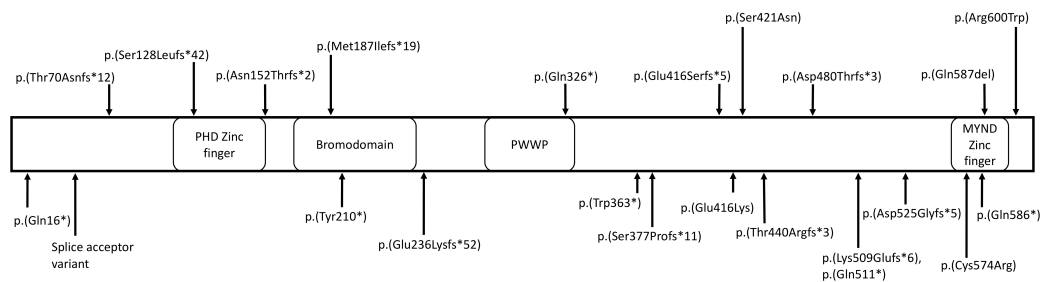 p.(Ser421Asn)
p.(Arg600Trp)
p.(Met187Ilefs*19)
p.(Ser128Leufs*42)
p.(Thr70Asnfs*12)
p.(Asn152Thrfs*2)
p.(Gln326*)
p.(Glu416Serfs*5)
p.(Asp480Thrfs*3)
p.(Gln587del)
PHD Zinc
finger
Bromodomain
PWWP
MYND
Zinc
finger
p.(Gln16*)
Splice acceptor
variant
p.(Tyr210*)
p.(Glu236Lysfs*52)
p.(Trp363*)
p.(Ser377Profs*11)
p.(Glu416Lys)
p.(Thr440Argfs*3)
p.(Lys509Glufs*6),
p.(Gln511*)
p.(Asp525Glyfs*5)
p.(Cys574Arg)
p.(Gln586*)